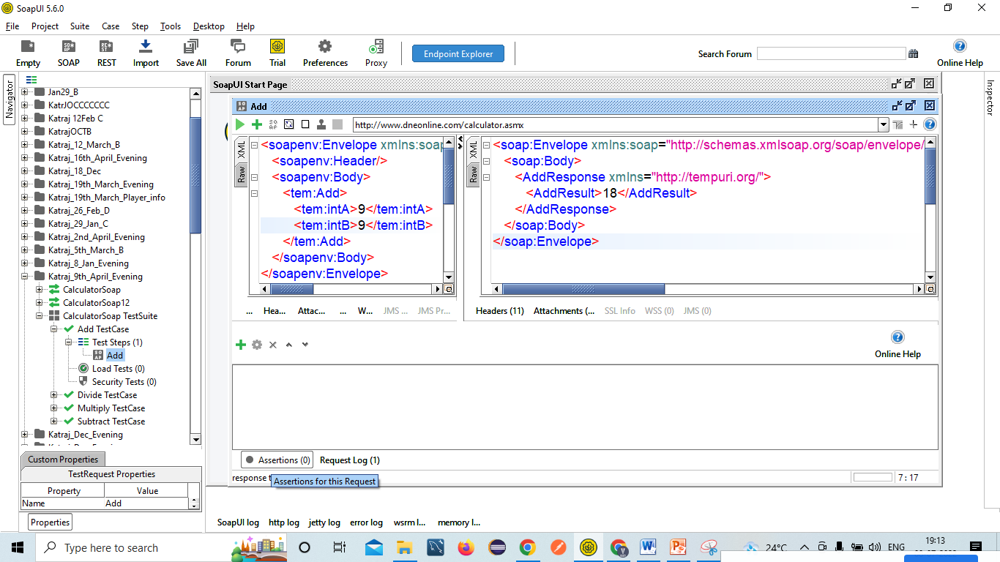 SoapUI 5.6.0
File Project Suite Case Step Tools Desktop Help
Empty SOAP REST Import Save All Forum Trial Preferences Proxy Endpoint Explorer Search Forum Online Help
Navigator
Jan29_B
KatrJOCCCCCCC
Katraj 12Feb C
KatrajOCTB
Katraj_12_March_B
Katraj_16th_April_Evening
Katraj_18_Dec
Katraj_19th_March_Evening
Katraj_19th_March_Player_info
Katraj_26_Feb_D
Katraj_29_Jan_C
Katraj_2nd_April_Evening
Katraj_5th_March_B
Katraj_8_Jan_Evening
Katraj_9th_April_Evening
CalculatorSoap
CalculatorSoap12
CalculatorSoap TestSuite
Add TestCase
Test Steps (1)
Add
Load Tests (0)
Security Tests (0)
Divide TestCase
Multiply TestCase
Subtract TestCase
Katraj_Dec_Evening
Custom Properties
TestRequest Properties
Property Value
Name Add
Properties
SoapUI Start Page
Add
http://www.dneonline.com/calculator.asmx
XML
Raw
<soapenv:Envelope xmlns:soap
<soapenv:Header/>
<soapenv:Body>
<tem:Add>
<tem:intA>9</tem:intA>
<tem:intB>9</tem:intB>
</tem:Add>
</soapenv:Body>
</soapenv:Envelope>
... Hea... Attac... ... W... JMS ... JMS Pr...
XML
Raw
<soap:Envelope xmlns:soap="http://schemas.xmlsoap.org/soap/envelope/
<soap:Body>
<AddResponse xmlns="http://tempuri.org/">
<AddResult>18</AddResult>
</AddResponse>
</soap:Body>
</soap:Envelope>
Headers (11) Attachments (... SSL Info WSS (0) JMS (0)
Online Help
Assertions (0) Request Log (1)
response t
Assertions for this Request
7 : 17
Inspector
SoapUI log http log jetty log error log wsrm l... memory l...
Type here to search
24°C ENG 19:13